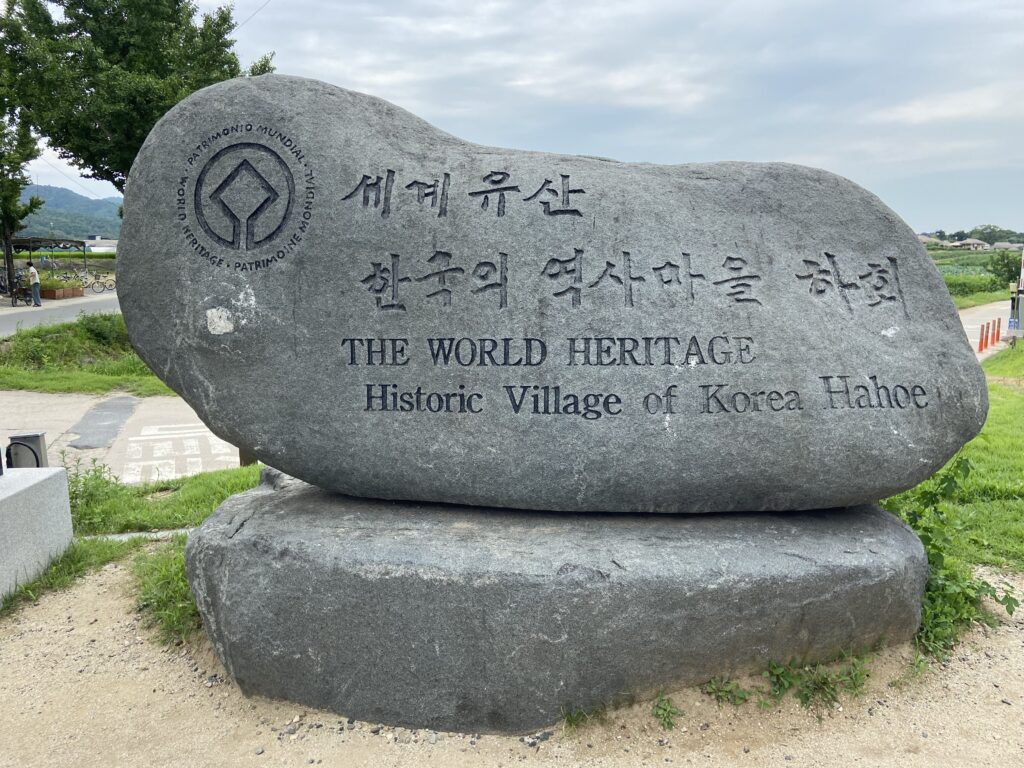 WORLD HERITAGE • PATRIMONIO MUNDIAL • PATRIMOINE MONDIAL •
세계유산
한국의 역사마을 하회
THE WORLD HERITAGE
Historic Village of Korea Hahoe